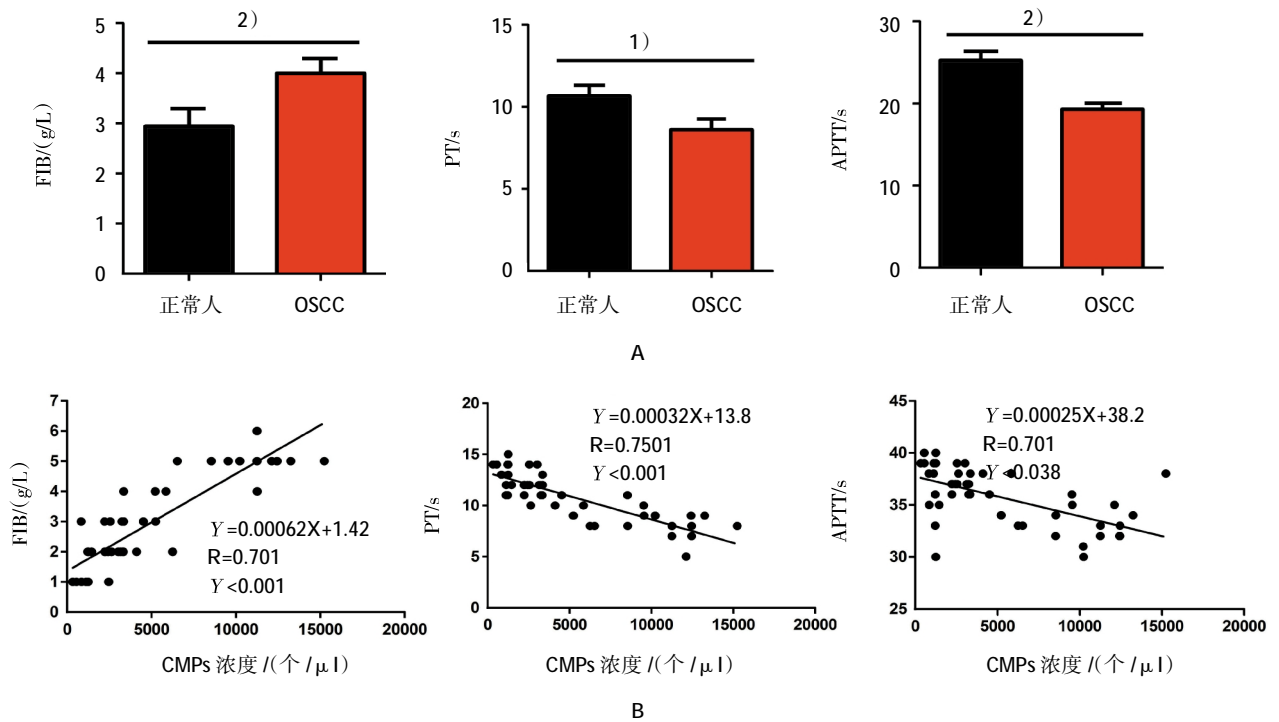 2）
FIB/(g/L)
5
4
3
2
1
0
正常人
OSCC
1）
PT/s
15
10
5
0
正常人
OSCC
2）
APTT/s
30
20
10
0
正常人
OSCC
A
FIB/(g/L)
7
6
5
4
3
2
1
0
Y=0.00062X+1.42
R=0.701
Y<0.001
0 5000 10000 15000 20000
CMPs 浓度 /(个 /μl)
PT/s
20
15
10
5
0
Y=0.00032X+13.8
R=0.7501
Y<0.001
0 5000 10000 15000 20000
CMPs 浓度 /(个 /μl)
APTT/s
45
40
35
30
25
Y=0.00025X+38.2
R=0.701
Y<0.038
0 5000 10000 15000 20000
CMPs 浓度 /(个 /μl)
B